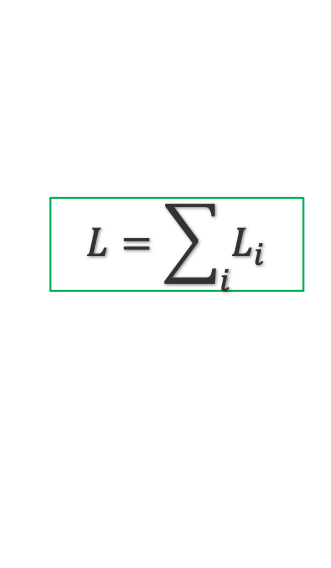 L = ∑ᵢ Lᵢ